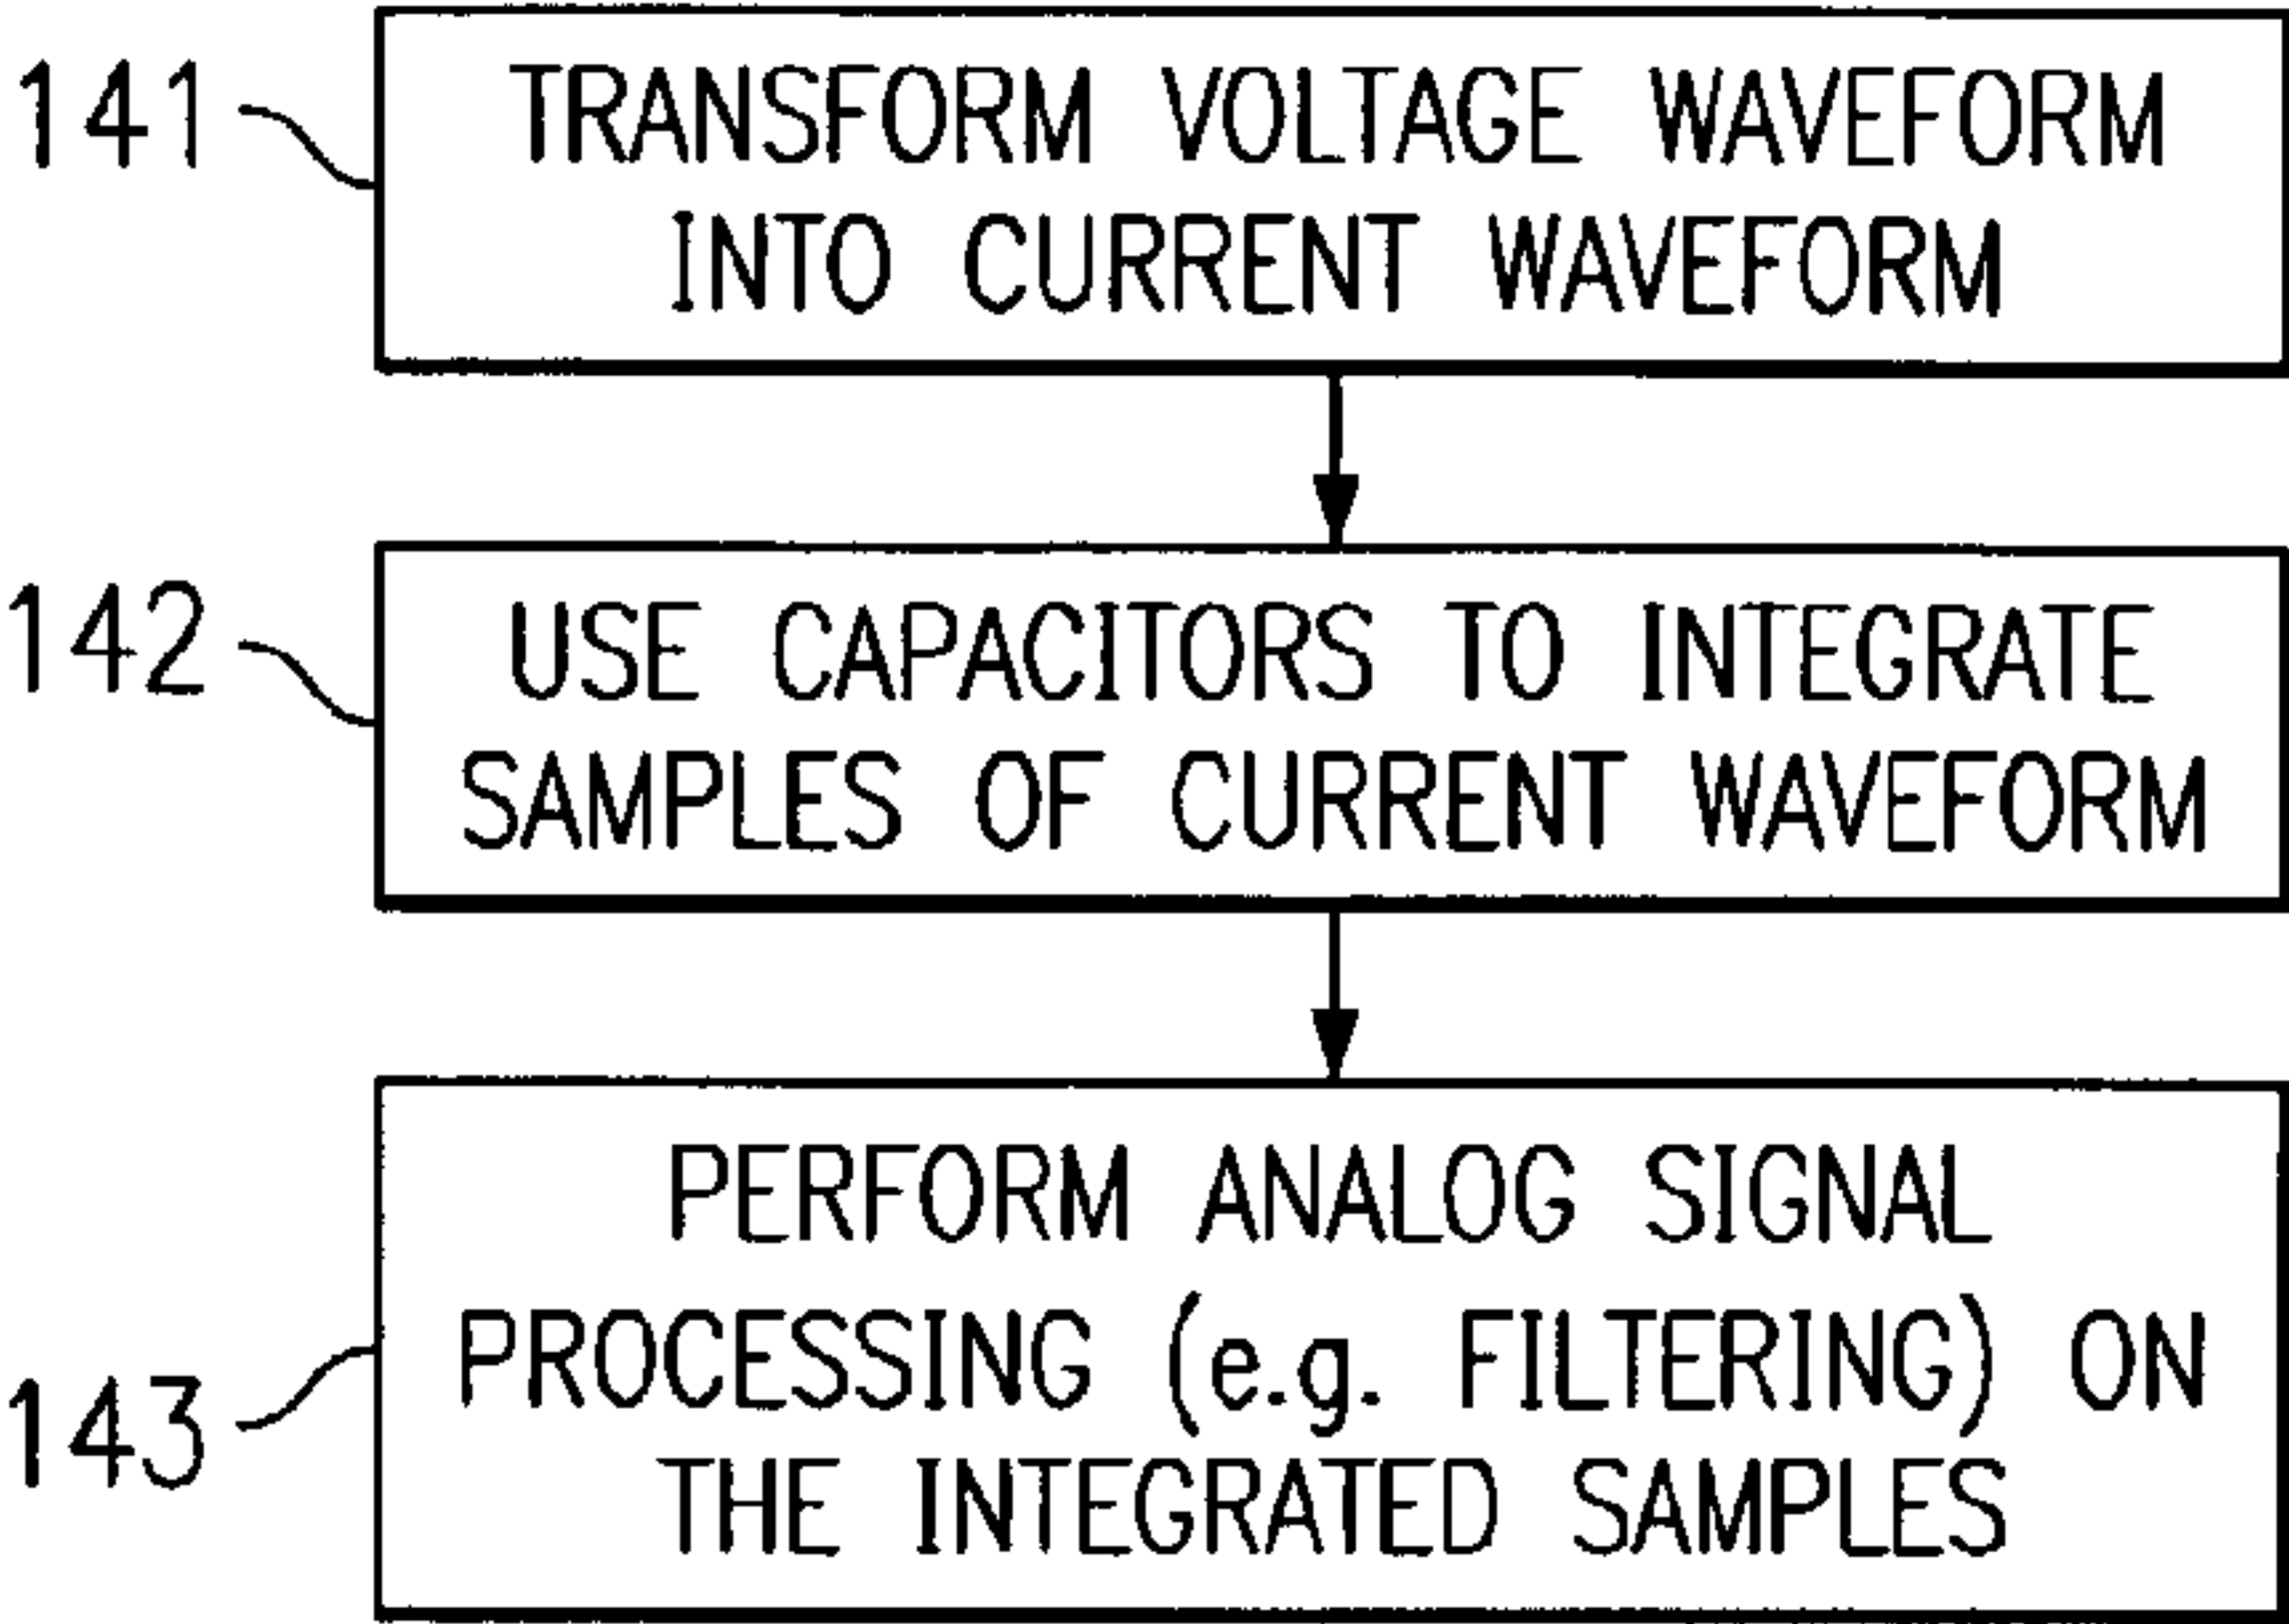 141
TRANSFORM VOLTAGE WAVEFORM
INTO CURRENT WAVEFORM
142
USE CAPACITORS TO INTEGRATE
SAMPLES OF CURRENT WAVEFORM
143
PERFORM ANALOG SIGNAL
PROCESSING (e.g. FILTERING) ON
THE INTEGRATED SAMPLES